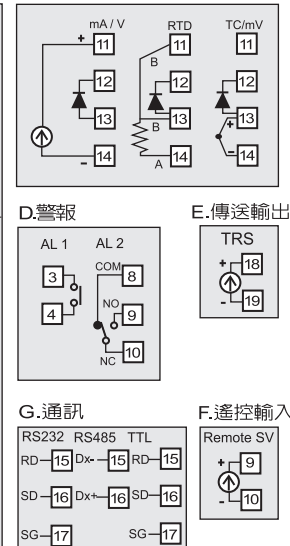 mA / V RTD TC/mV
+ 11 11 11
B
12 12 12
13 B 13 13
+
- 14 A 14 - 14
D.警報 E.傳送輸出
AL 1 AL 2 TRS
COM
3 8 + 18
4 NO 9 - 19
NC 10
G.通訊 F.遙控輸入
RS232 RS485 TTL Remote SV
RD 15 Dx- 15 RD 15 + 9
SD 16 Dx+ 16 SD 16 - 10
SG 17 SG 17